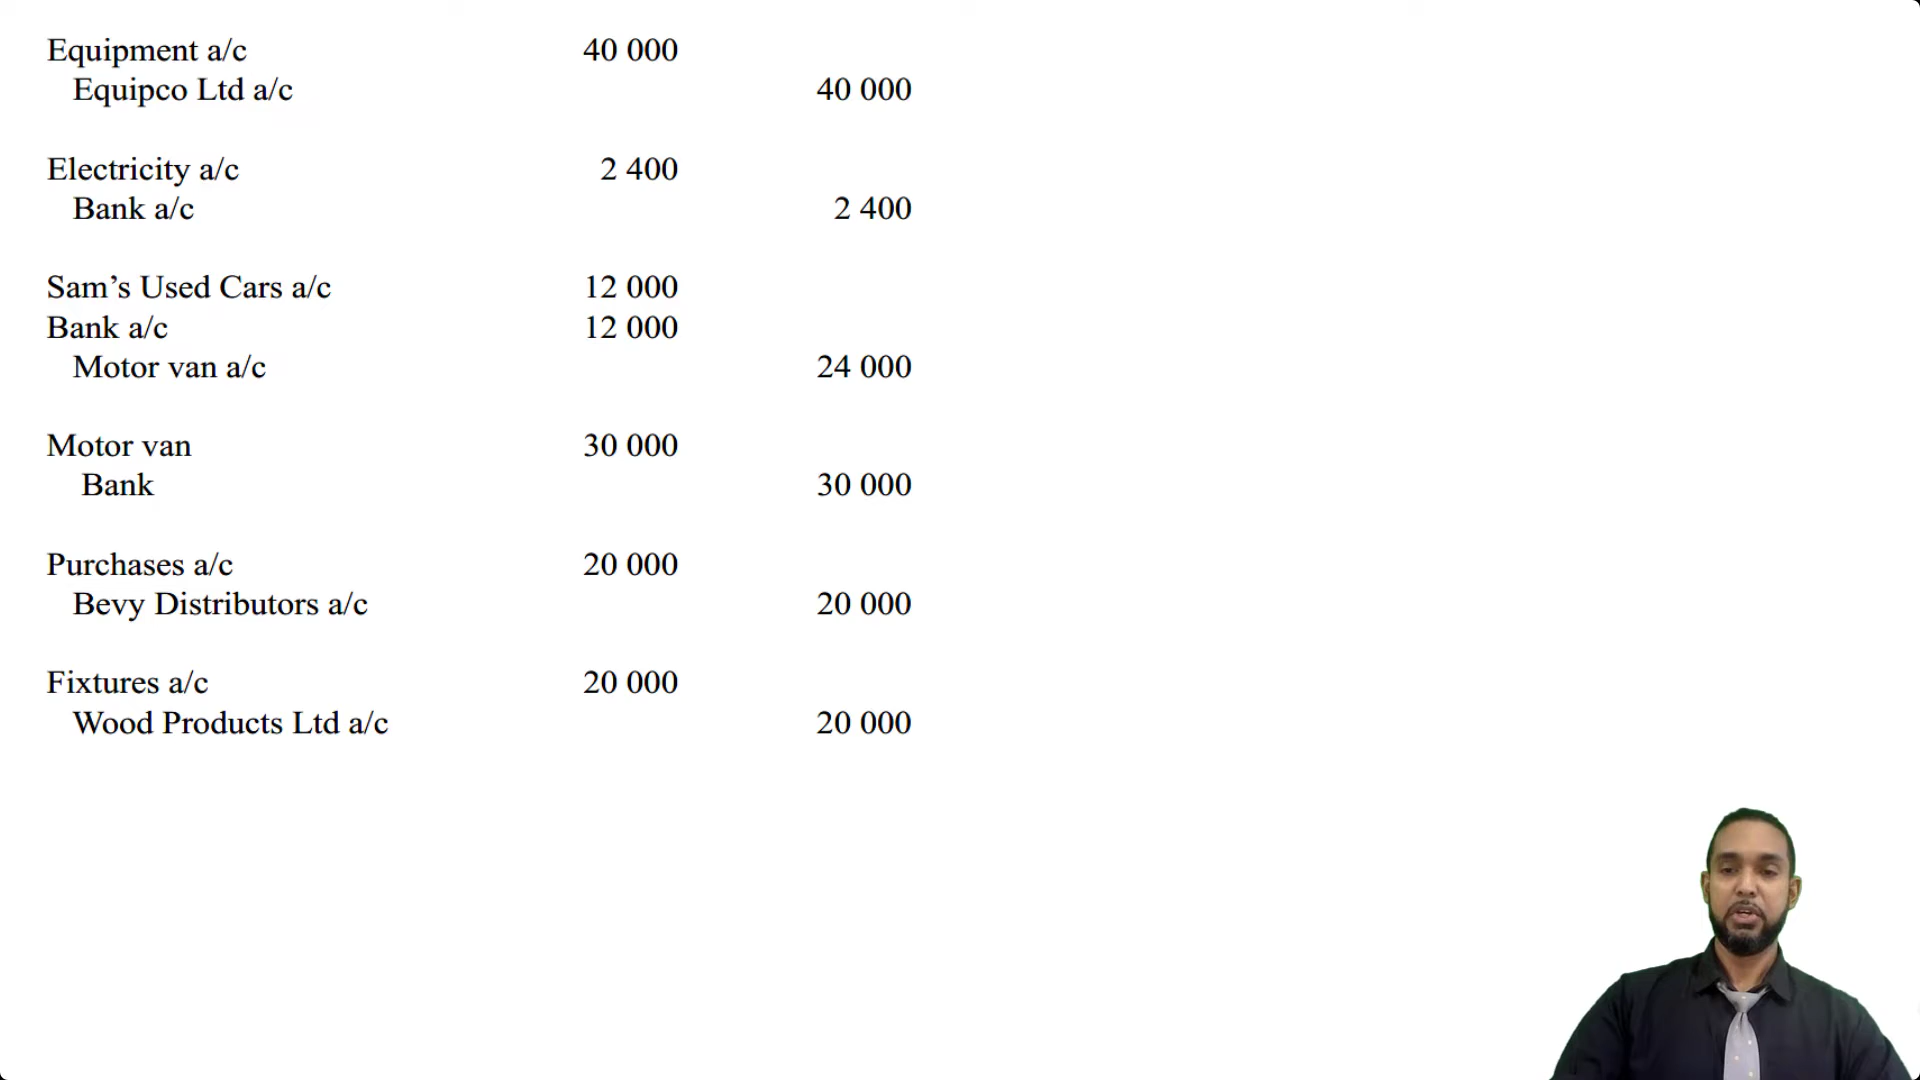 Equipment a/c 40 000
Equipco Ltd a/c 40 000
Electricity a/c 2 400
Bank a/c 2 400
Sam’s Used Cars a/c 12 000
Bank a/c 12 000
Motor van a/c 24 000
Motor van 30 000
Bank 30 000
Purchases a/c 20 000
Bevy Distributors a/c 20 000
Fixtures a/c 20 000
Wood Products Ltd a/c 20 000